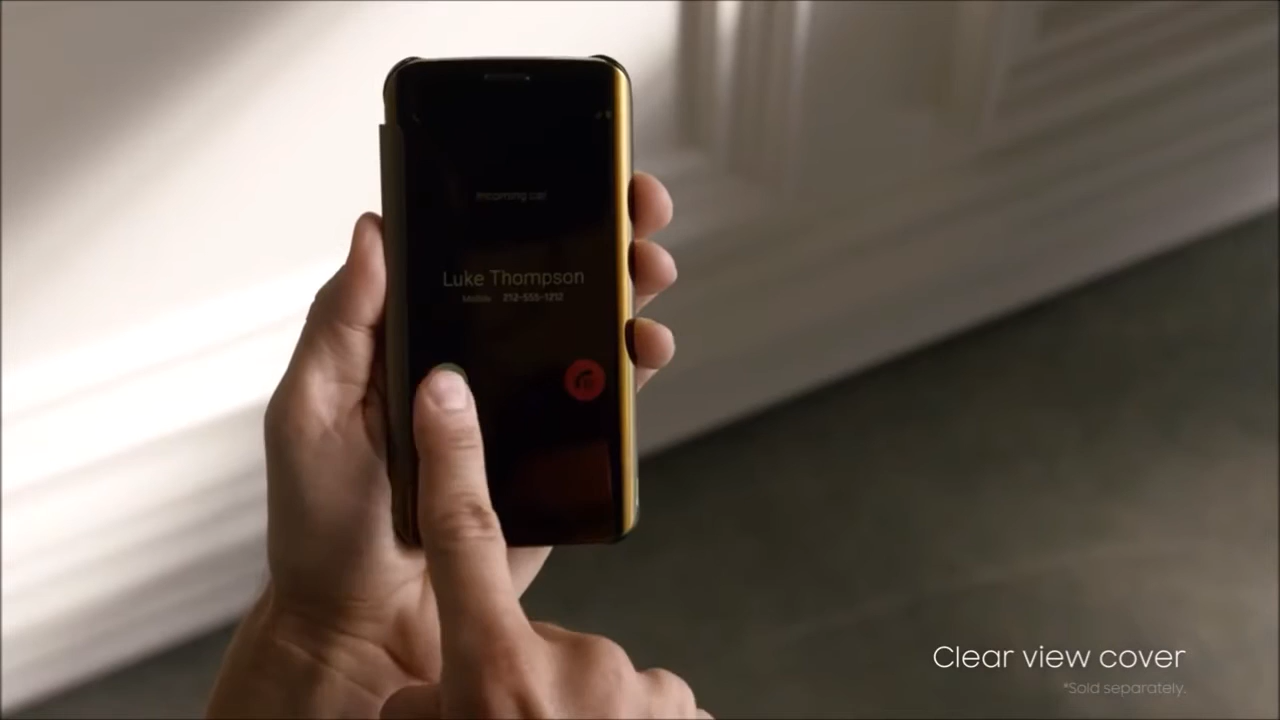 Incoming call
Luke Thompson
Mobile 212-555-1212
Clear view cover
*Sold separately.